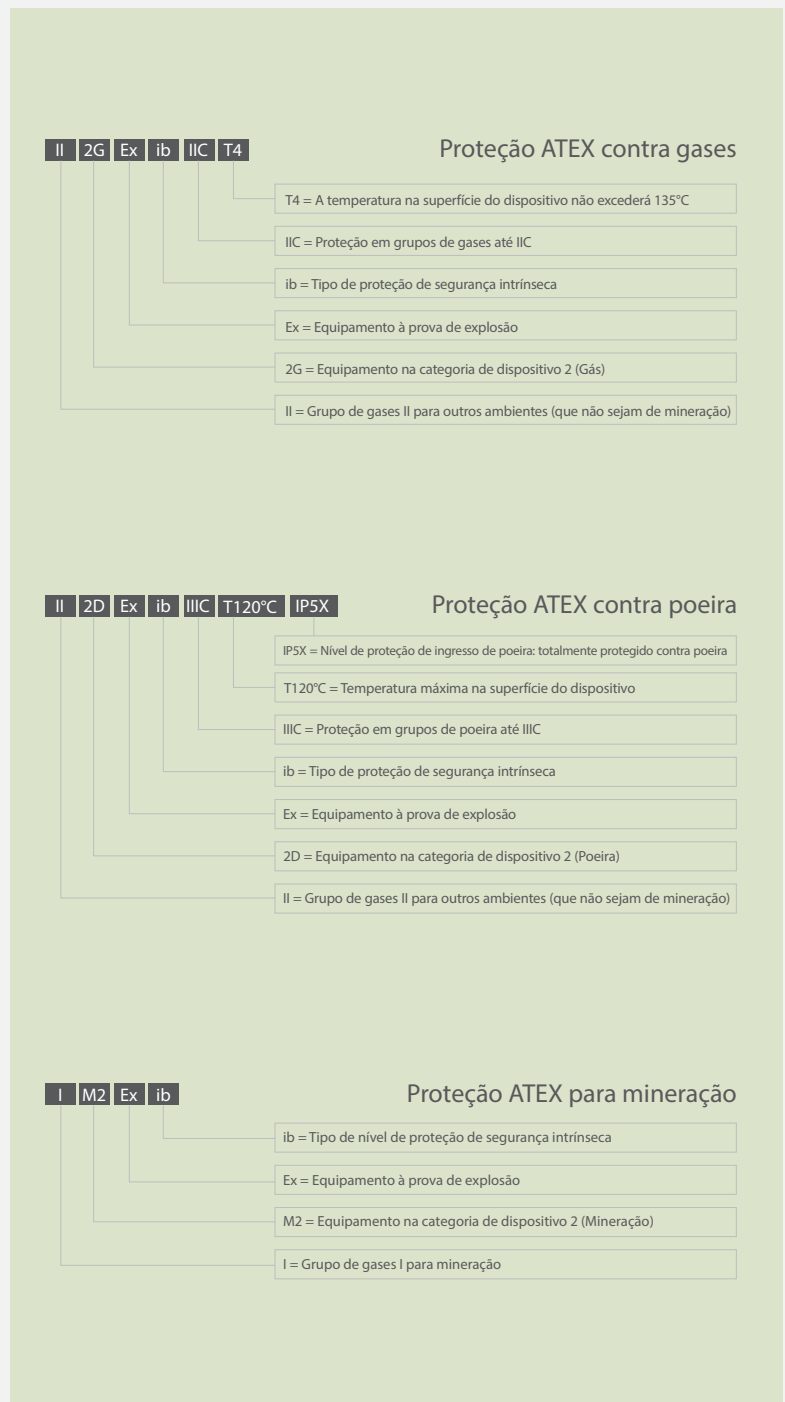 II 2G Ex ib IIC T4
Proteção ATEX contra gases
T4 = A temperatura na superfície do dispositivo não excederá 135°C
IIC = Proteção em grupos de gases até IIC
ib = Tipo de proteção de segurança intrínseca
Ex = Equipamento à prova de explosão
2G = Equipamento na categoria de dispositivo 2 (Gás)
II = Grupo de gases II para outros ambientes (que não sejam de mineração)
II 2D Ex ib IIIC T120°C IP5X
Proteção ATEX contra poeira
IP5X = Nível de proteção de ingresso de poeira: totalmente protegido contra poeira
T120°C = Temperatura máxima na superfície do dispositivo
IIIC = Proteção em grupos de poeira até IIIC
ib = Tipo de proteção de segurança intrínseca
Ex = Equipamento à prova de explosão
2D = Equipamento na categoria de dispositivo 2 (Poeira)
II = Grupo de gases II para outros ambientes (que não sejam de mineração)
I M2 Ex ib
Proteção ATEX para mineração
ib = Tipo de nível de proteção de segurança intrínseca
Ex = Equipamento à prova de explosão
M2 = Equipamento na categoria de dispositivo 2 (Mineração)
I = Grupo de gases I para mineração